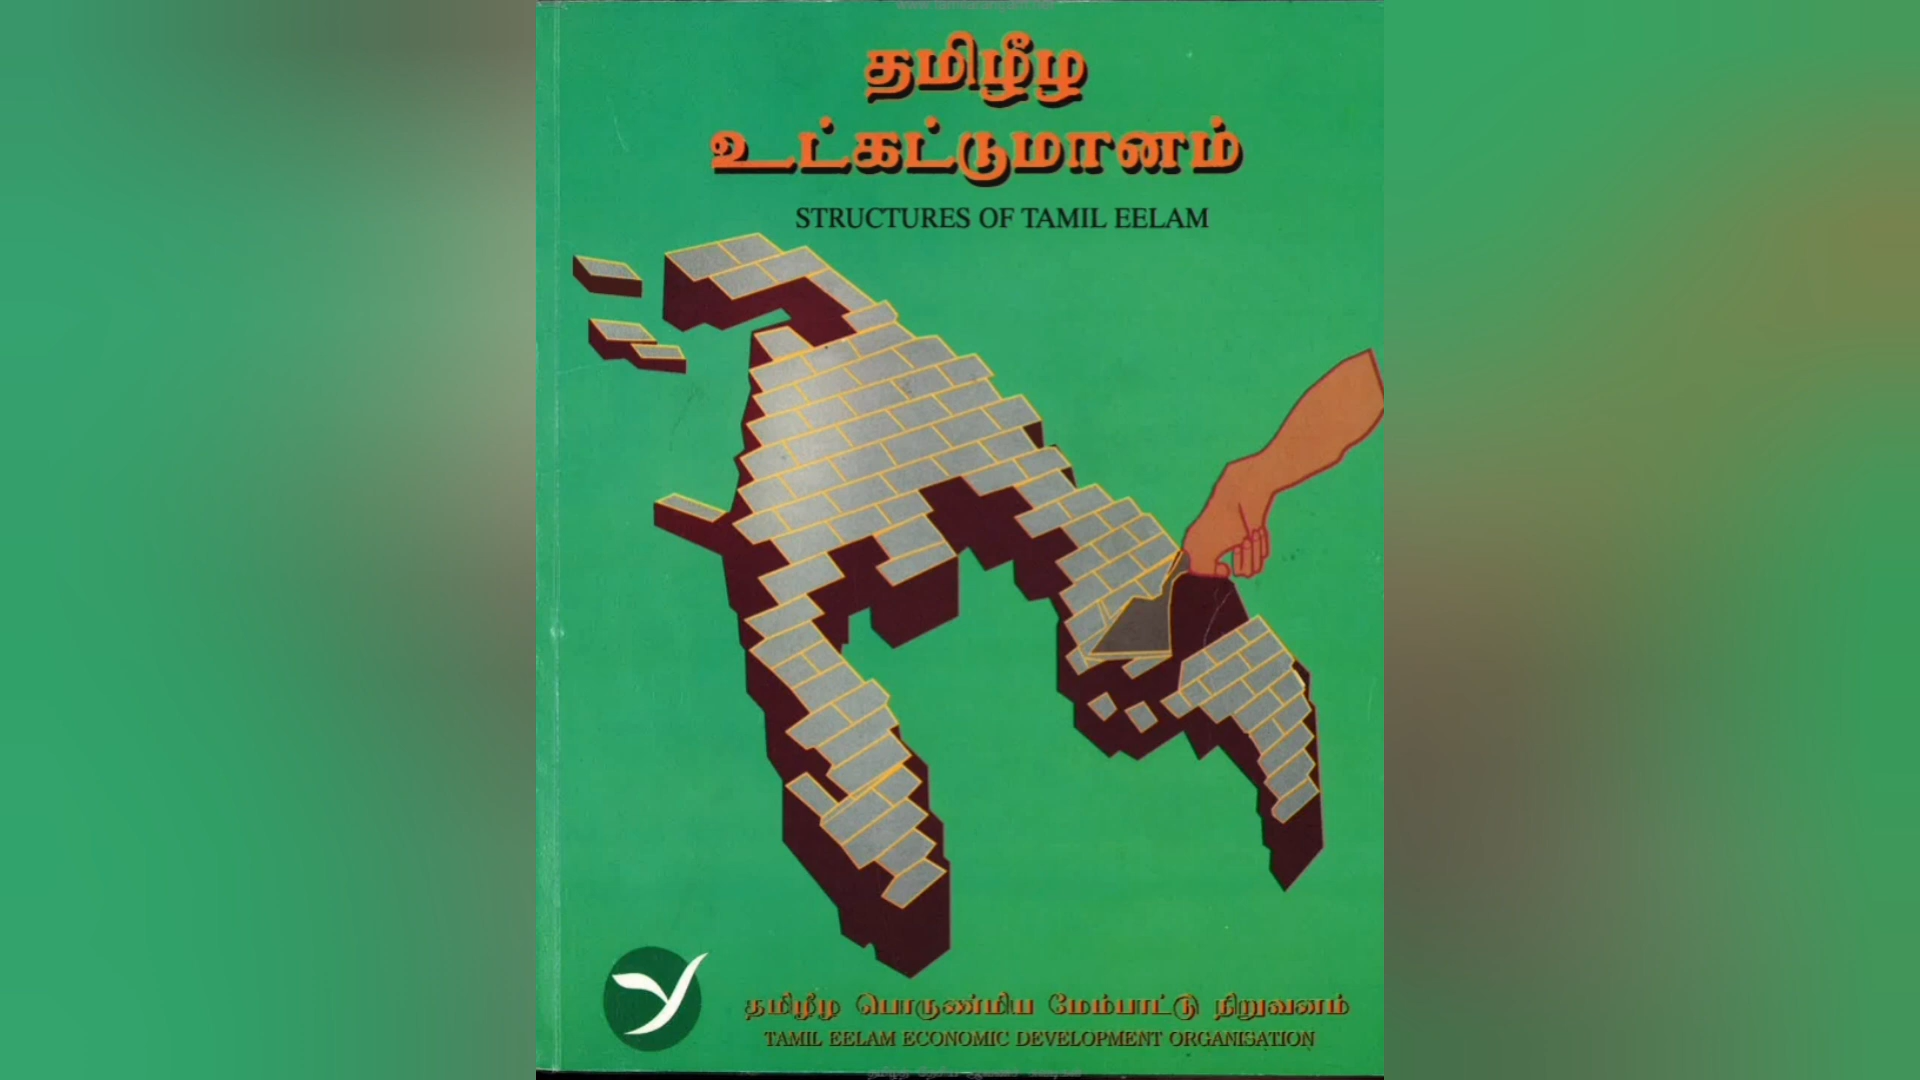 தமிழீழ
உட்கட்டுமானம்
STRUCTURES OF TAMIL EELAM
தமிழீழ பொருண்மிய மேம்பாட்டு நிறுவனம்
TAMIL EELAM ECONOMIC DEVELOPMENT ORGANISATION